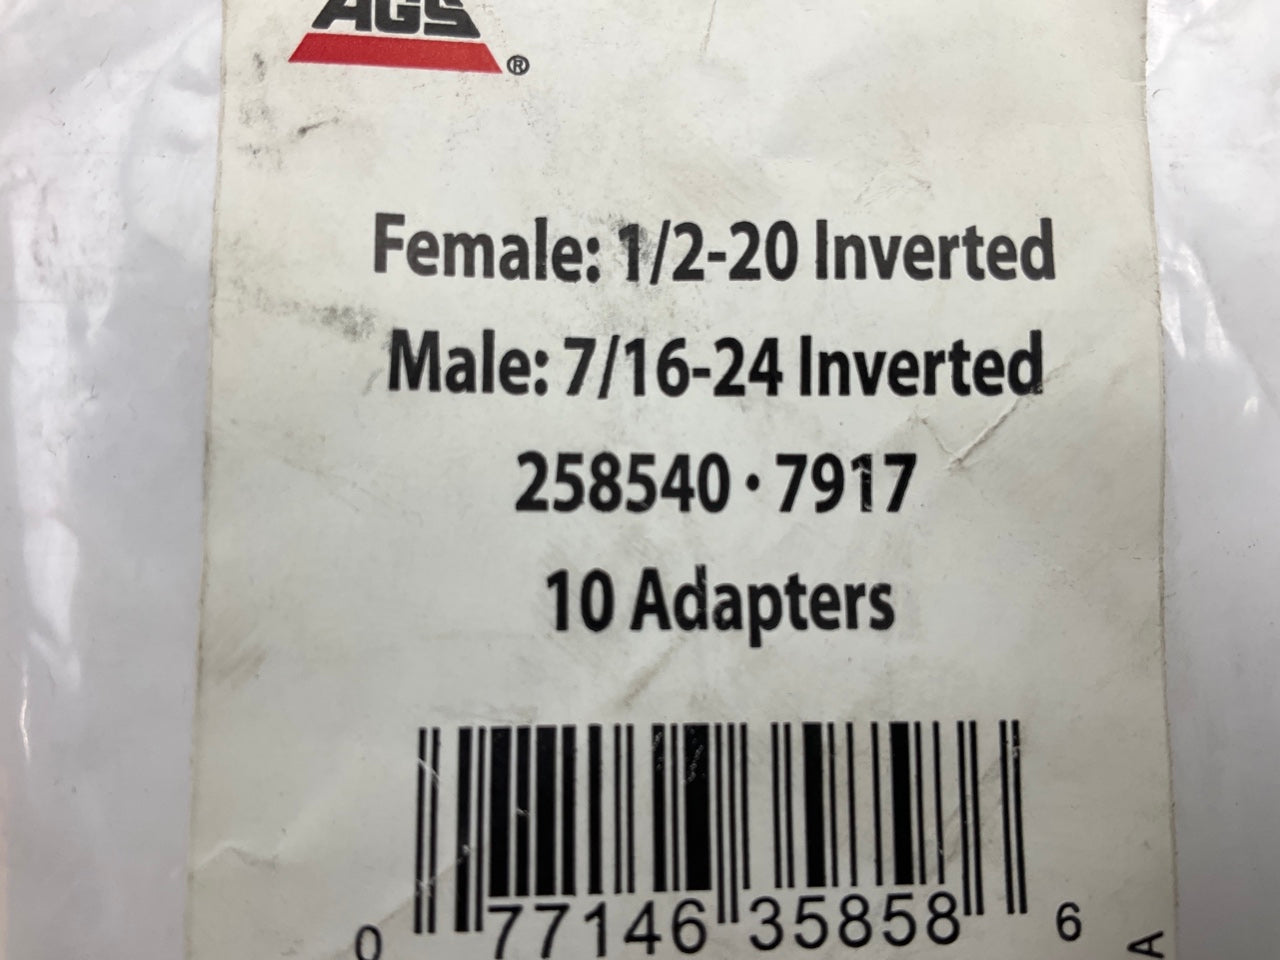 AGS®
Female: 1/2-20 Inverted
Male: 7/16-24 Inverted
258540 • 7917
10 Adapters
0 77146 35858 6
A